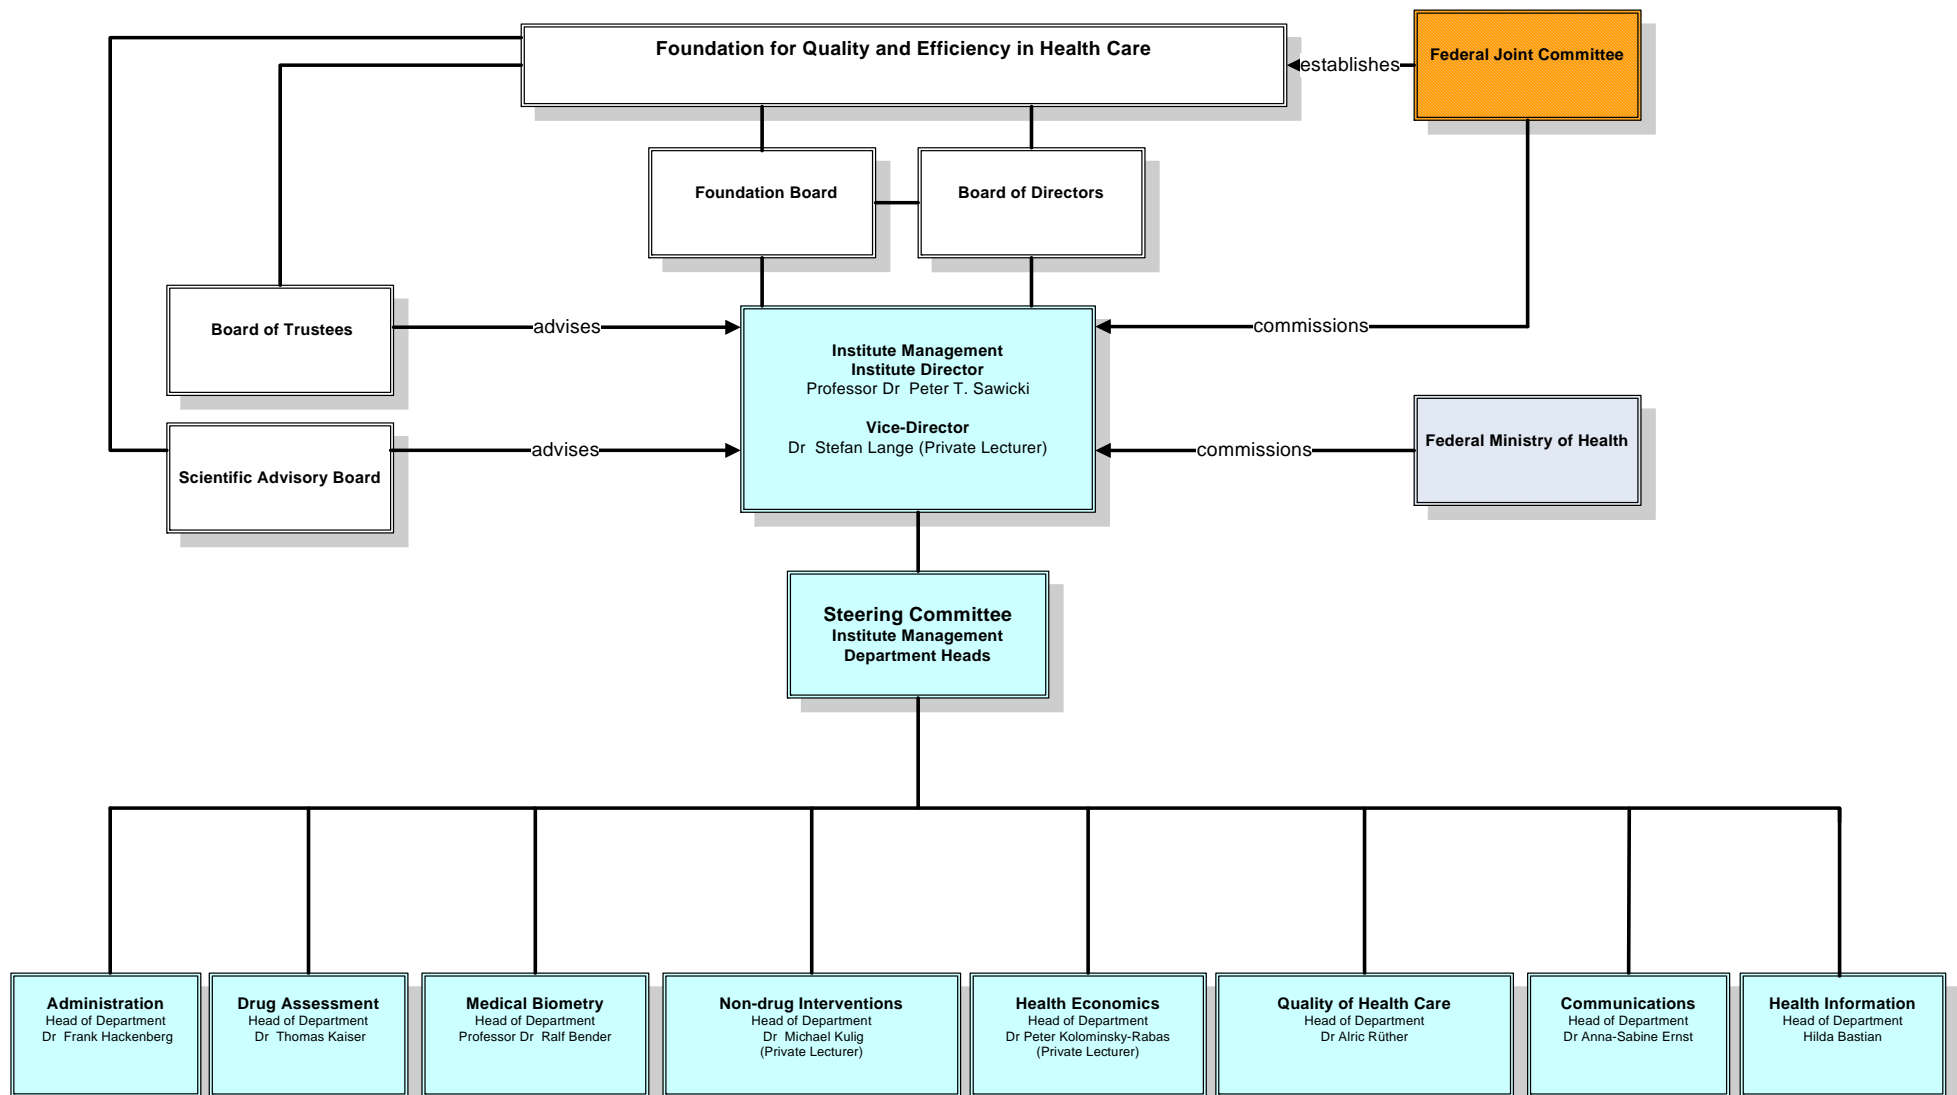 Foundation for Quality and Efficiency in Health Care
establishes
Federal Joint Committee
Foundation Board
Board of Directors
Board of Trustees
advises
commissions
Institute Management
Institute Director
Professor Dr Peter T. Sawicki
Vice-Director
Dr Stefan Lange (Private Lecturer)
Scientific Advisory Board
advises
commissions
Federal Ministry of Health
Steering Committee
Institute Management
Department Heads
Administration
Head of Department
Dr Frank Hackenberg
Drug Assessment
Head of Department
Dr Thomas Kaiser
Medical Biometry
Head of Department
Professor Dr Ralf Bender
Non-drug Interventions
Head of Department
Dr Michael Kulig
(Private Lecturer)
Health Economics
Head of Department
Dr Peter Kolominsky-Rabas
(Private Lecturer)
Quality of Health Care
Head of Department
Dr Alric Rüther
Communications
Head of Department
Dr Anna-Sabine Ernst
Health Information
Head of Department
Hilda Bastian